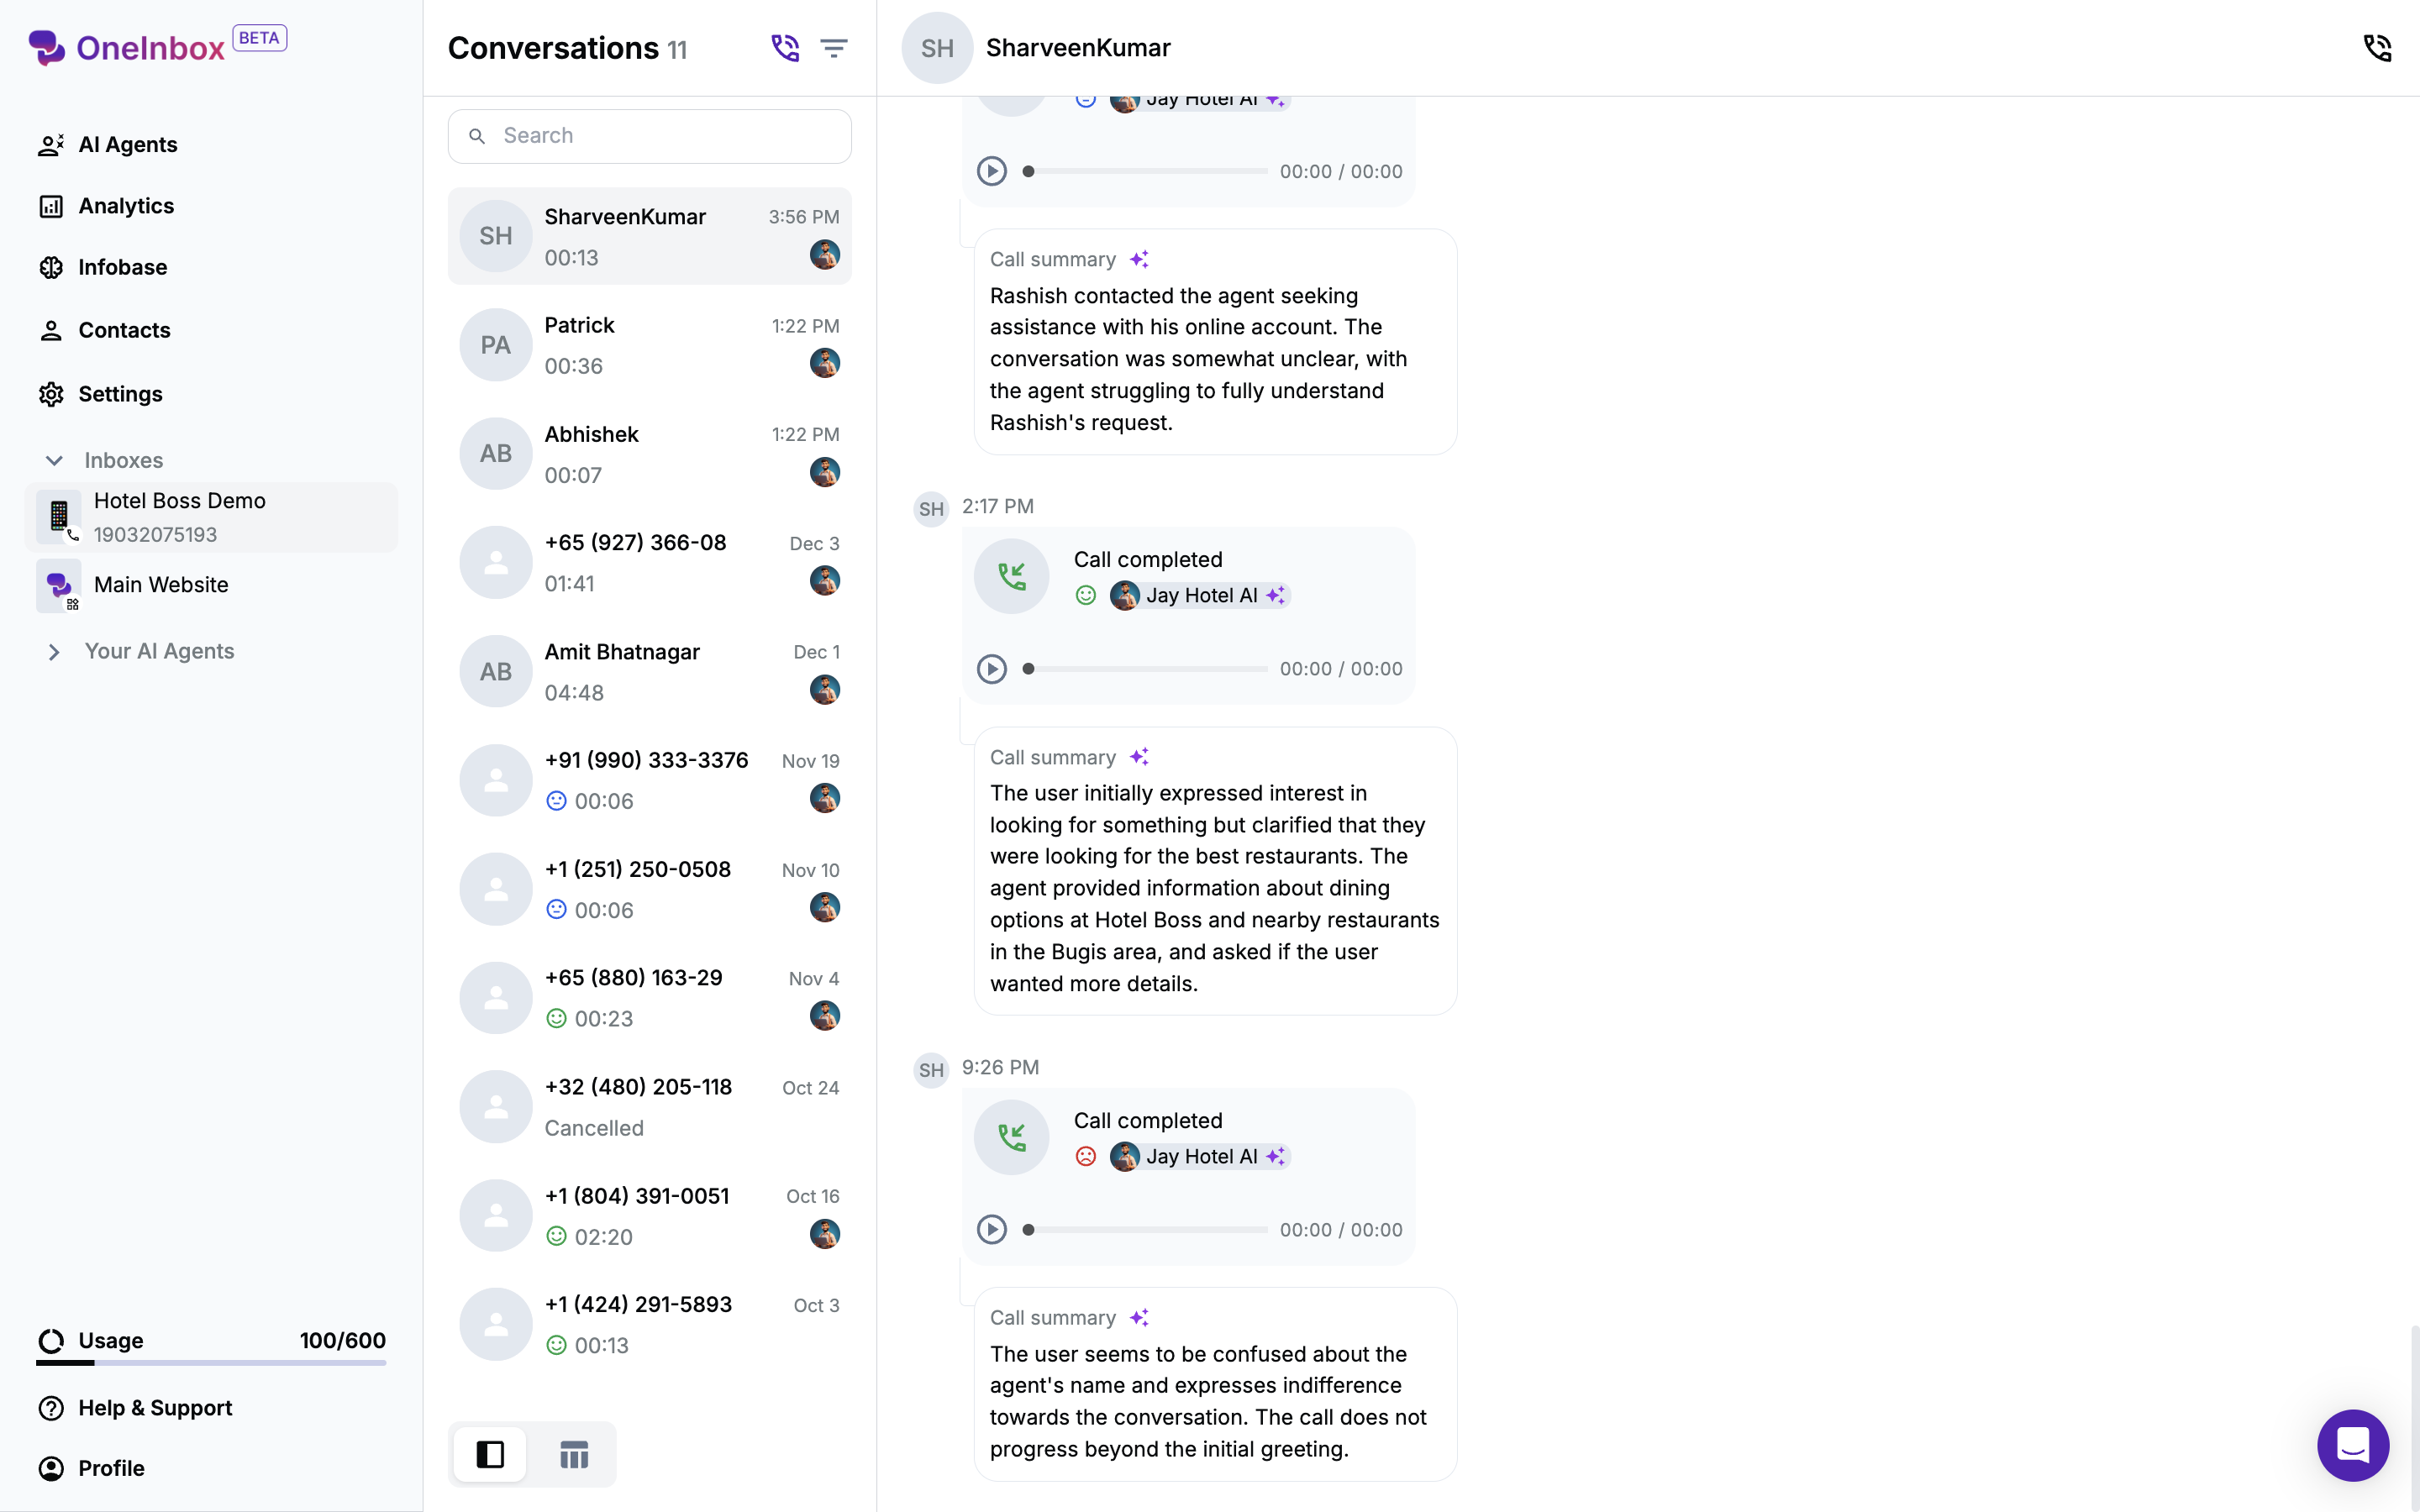 OneInbox BETA
AI Agents
Analytics
Infobase
Contacts
Settings
Inboxes
Hotel Boss Demo
19032075193
Main Website
Your AI Agents
Usage 100/600
Help & Support
Profile
Conversations 11
Search
SH SharveenKumar 3:56 PM
00:13
PA Patrick 1:22 PM
00:36
AB Abhishek 1:22 PM
00:07
+65 (927) 366-08 Dec 3
01:41
AB Amit Bhatnagar Dec 1
04:48
+91 (990) 333-3376 Nov 19
00:06
+1 (251) 250-0508 Nov 10
00:06
+65 (880) 163-29 Nov 4
00:23
+32 (480) 205-118 Oct 24
Cancelled
+1 (804) 391-0051 Oct 16
02:20
+1 (424) 291-5893 Oct 3
00:13
SH SharveenKumar
Jay Hotel AI
00:00 / 00:00
Call summary
Rashish contacted the agent seeking
assistance with his online account. The
conversation was somewhat unclear, with
the agent struggling to fully understand
Rashish's request.
SH 2:17 PM
Call completed
Jay Hotel AI
00:00 / 00:00
Call summary
The user initially expressed interest in
looking for something but clarified that they
were looking for the best restaurants. The
agent provided information about dining
options at Hotel Boss and nearby restaurants
in the Bugis area, and asked if the user
wanted more details.
SH 9:26 PM
Call completed
Jay Hotel AI
00:00 / 00:00
Call summary
The user seems to be confused about the
agent's name and expresses indifference
towards the conversation. The call does not
progress beyond the initial greeting.